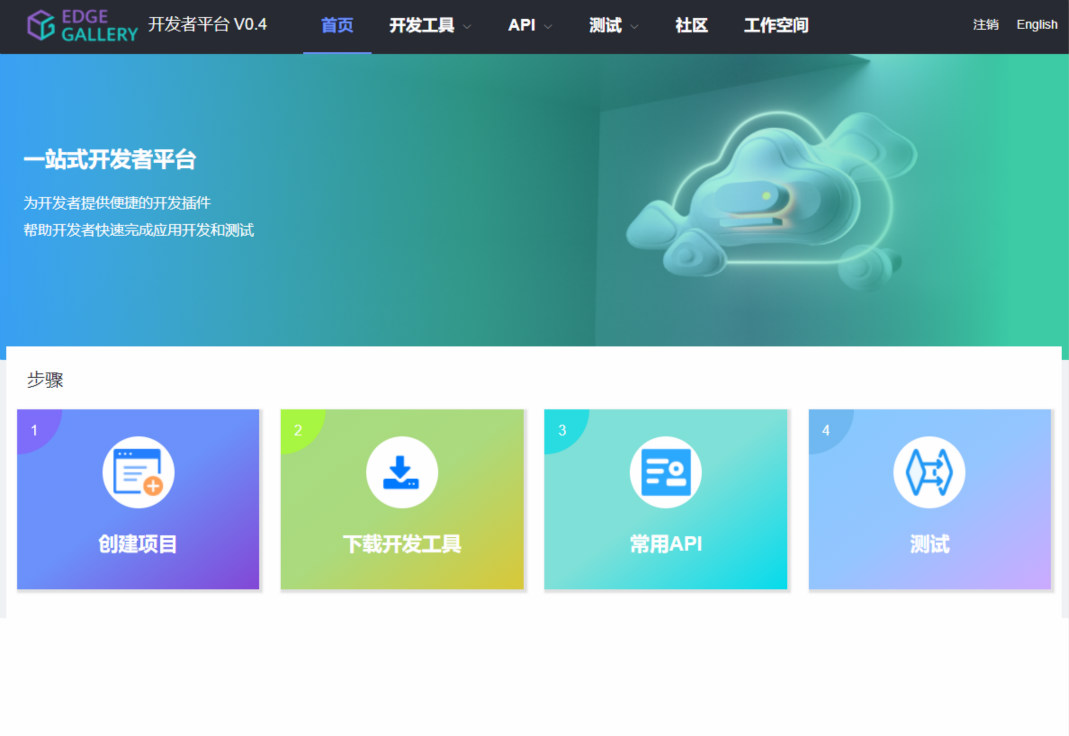 EDGE
GALLERY
开发者平台 V0.4
首页
开发工具
API
测试
社区
工作空间
注销
English
一站式开发者平台
为开发者提供便捷的开发插件
帮助开发者快速完成应用开发和测试
步骤
1
创建项目
2
下载开发工具
3
常用API
4
测试